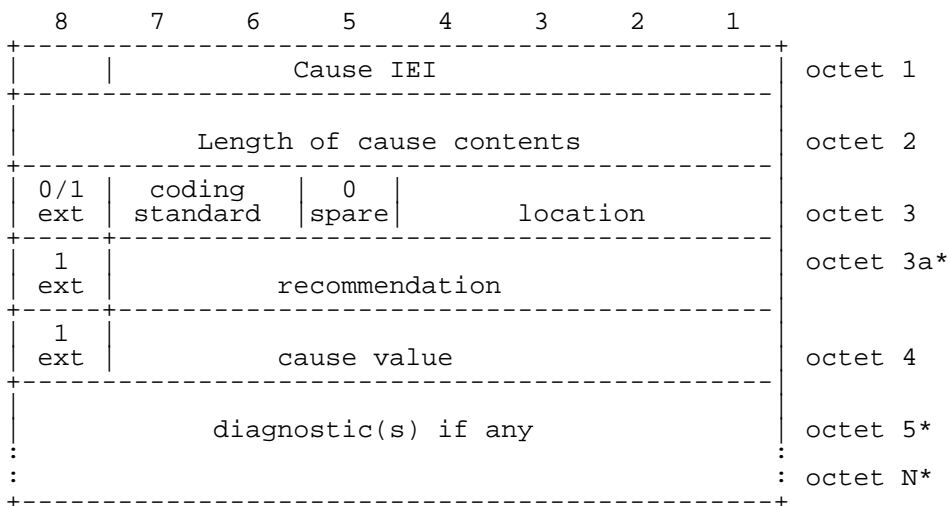 8 7 6 5 4 3 2 1
Cause IEI octet 1
Length of cause contents octet 2
0/1 coding 0
ext standard spare location octet 3
1 octet 3a*
ext recommendation
1
ext cause value octet 4
diagnostic(s) if any octet 5*
: :
: : octet N*